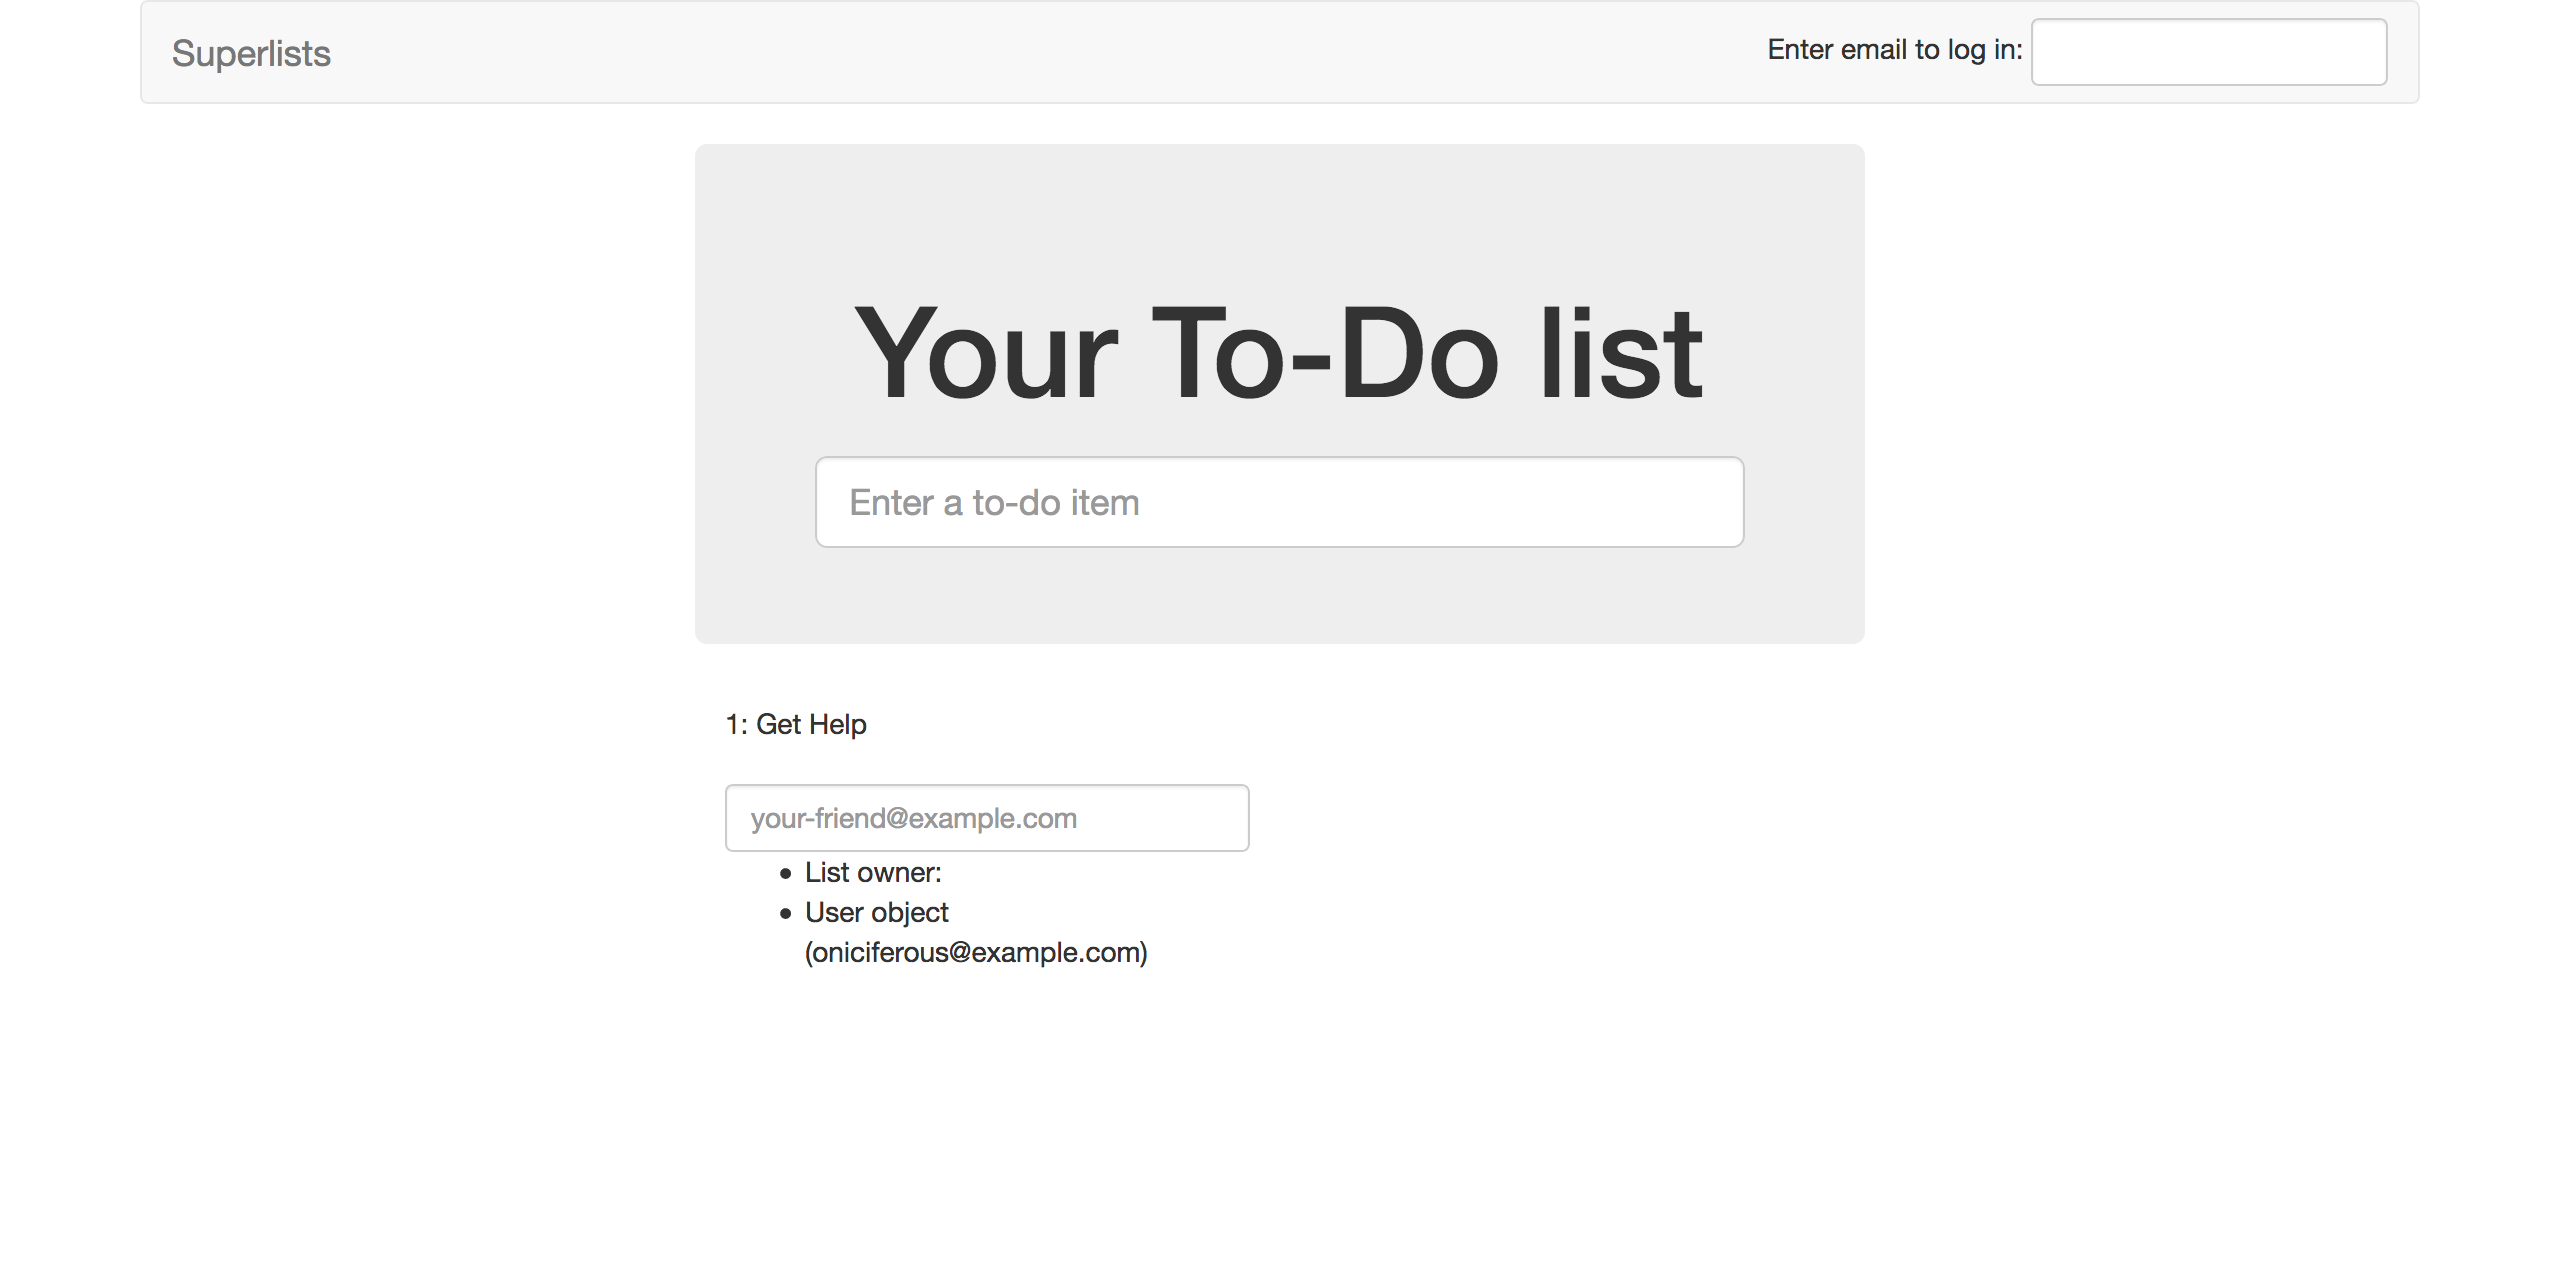 Superlists
Enter email to log in:
Your To-Do list
Enter a to-do item
1: Get Help
your-friend@example.com
• List owner:
• User object
(oniciferous@example.com)